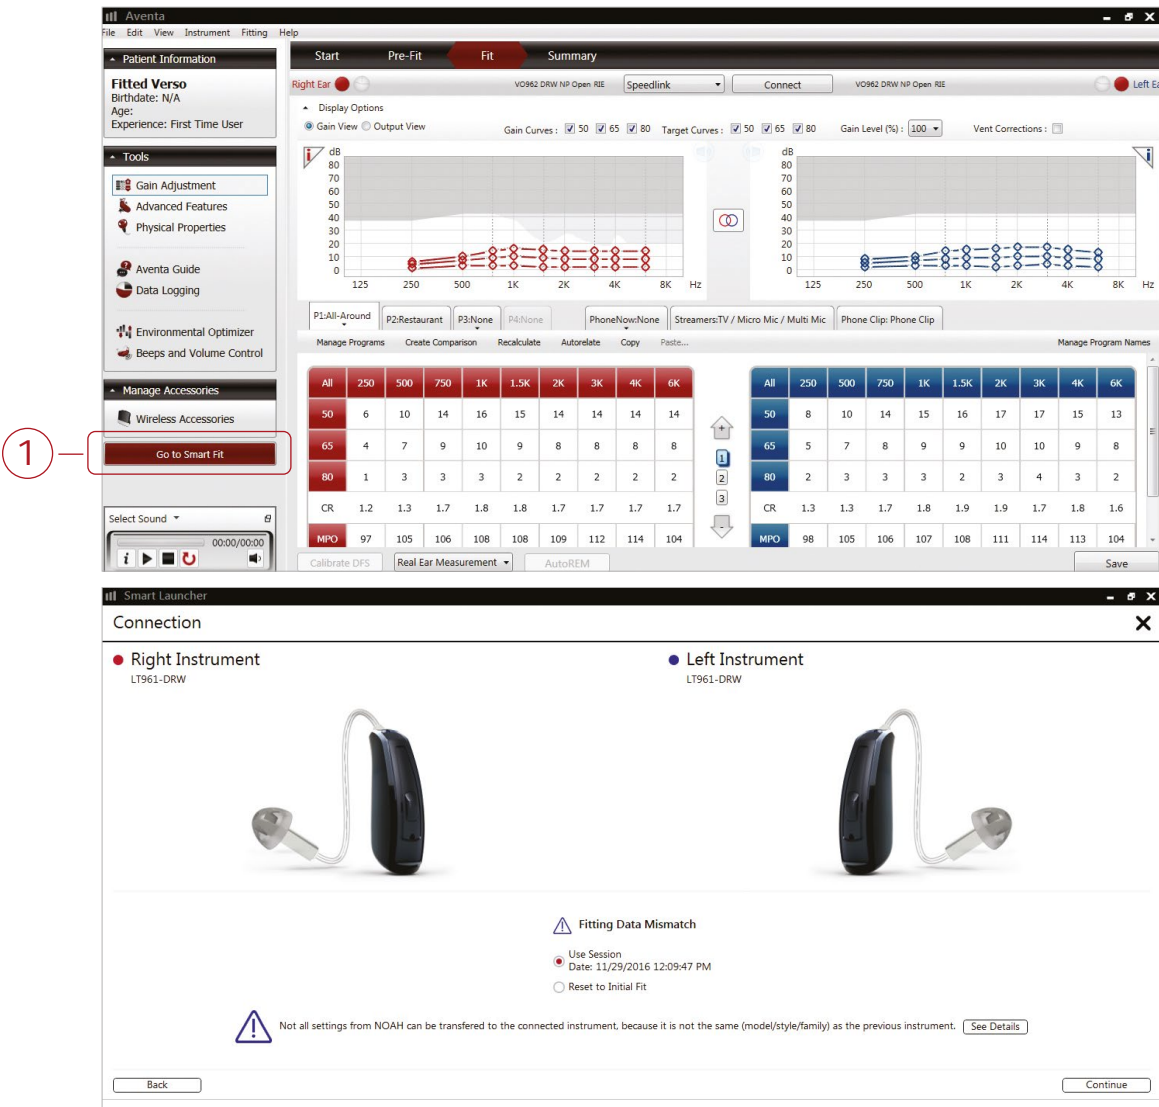 Aventa
File Edit View Instrument Fitting Help
Patient Information
Fitted Verso
Birthdate: N/A
Age:
Experience: First Time User
Tools
Gain Adjustment
Advanced Features
Physical Properties
Aventa Guide
Data Logging
Environmental Optimizer
Beeps and Volume Control
Manage Accessories
Wireless Accessories
1
Go to Smart Fit
Select Sound
00:00/00:00
i
Start Pre-Fit Fit Summary
Right Ear VO962 DRW NP Open RIE Speedlink Connect VO962 DRW NP Open RIE Left Ea
Display Options
Gain View Output View Gain Curves : 50 65 80 Target Curves : 50 65 80 Gain Level (%) : 100 Vent Corrections :
i dB dB i
80 80
70 70
60 60
50 50
40 40
30 30
20 20
10 10
0 0
125 250 500 1K 2K 4K 8K Hz 125 250 500 1K 2K 4K 8K Hz
P1:All-Around P2:Restaurant P3:None P4:None PhoneNow:None Streamers:TV / Micro Mic / Multi Mic Phone Clip: Phone Clip
Manage Programs Create Comparison Recalculate Autorelate Copy Paste... Manage Program Names
All 250 500 750 1K 1.5K 2K 3K 4K 6K All 250 500 750 1K 1.5K 2K 3K 4K 6K
50 6 10 14 16 15 14 14 14 14 50 8 10 14 15 16 17 17 15 13
+
65 4 7 9 10 9 8 8 8 8 65 5 7 8 9 9 10 10 9 8
1
80 1 3 3 3 2 2 2 2 2 2 80 2 3 3 3 2 3 4 3 2
3
CR 1.2 1.3 1.7 1.8 1.8 1.7 1.7 1.7 1.7 CR 1.3 1.3 1.7 1.8 1.9 1.9 1.7 1.8 1.6
-
MPO 97 105 106 108 108 109 112 114 104 MPO 98 105 106 107 108 111 114 113 104
Calibrate DFS Real Ear Measurement AutoREM Save
Smart Launcher
Connection
Right Instrument
LT961-DRW
Left Instrument
LT961-DRW
Fitting Data Mismatch
Use Session
Date: 11/29/2016 12:09:47 PM
Reset to Initial Fit
Not all settings from NOAH can be transfered to the connected instrument, because it is not the same (model/style/family) as the previous instrument. See Details
Back Continue